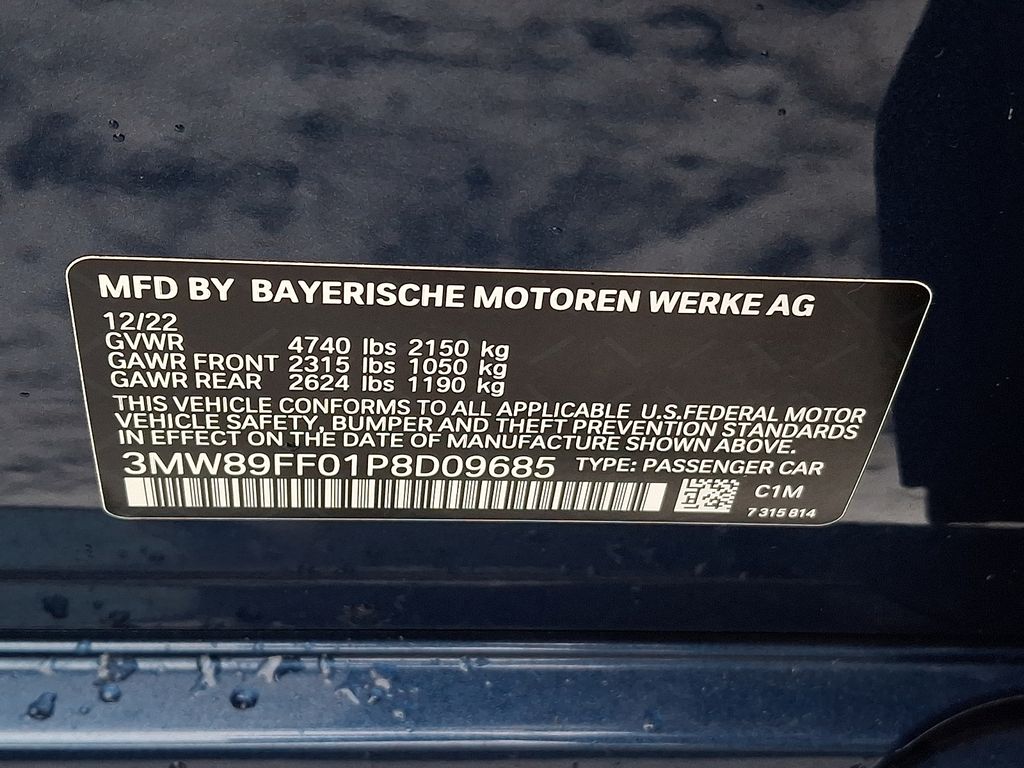 MFD BY BAYERISCHE MOTOREN WERKE AG
12/22
GVWR 4740 lbs 2150 kg
GAWR FRONT 2315 lbs 1050 kg
GAWR REAR 2624 lbs 1190 kg
THIS VEHICLE CONFORMS TO ALL APPLICABLE U.S.FEDERAL MOTOR
VEHICLE SAFETY, BUMPER AND THEFT PREVENTION STANDARDS
IN EFFECT ON THE DATE OF MANUFACTURE SHOWN ABOVE.
3MW89FF01P8D09685 TYPE: PASSENGER CAR
C1M
7 315 814